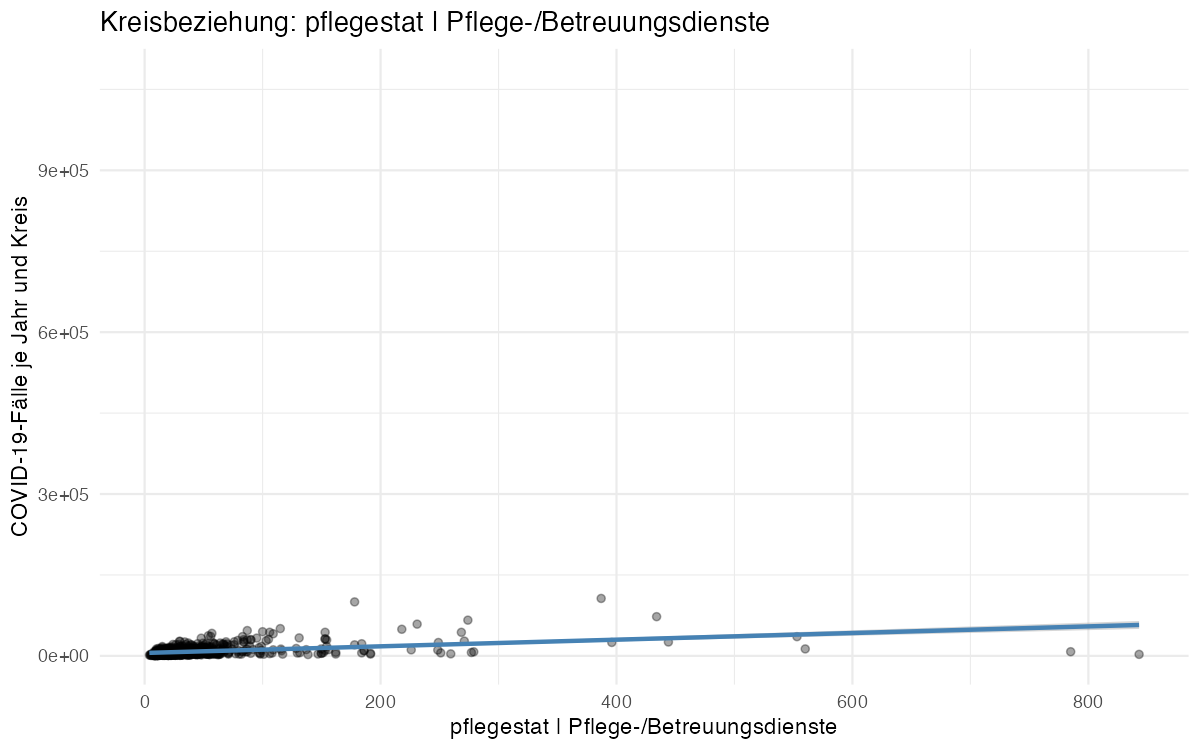 Kreisbeziehung: pflegestat | Pflege-/Betreuungsdienste
COVID-19-Fälle je Jahr und Kreis
9e+05
6e+05
3e+05
0e+00
0
200
400
600
800
pflegestat | Pflege-/Betreuungsdienste